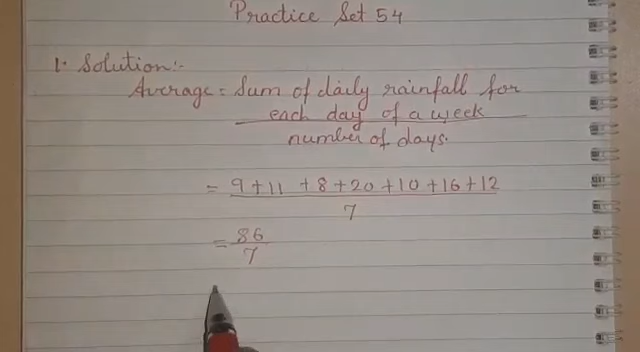 Practice Set 54
1. Solution:-
Average = Sum of daily rainfall for
each day of a week
number of days.
= 9+11 +8+20+10+16+12
7
= 86
7